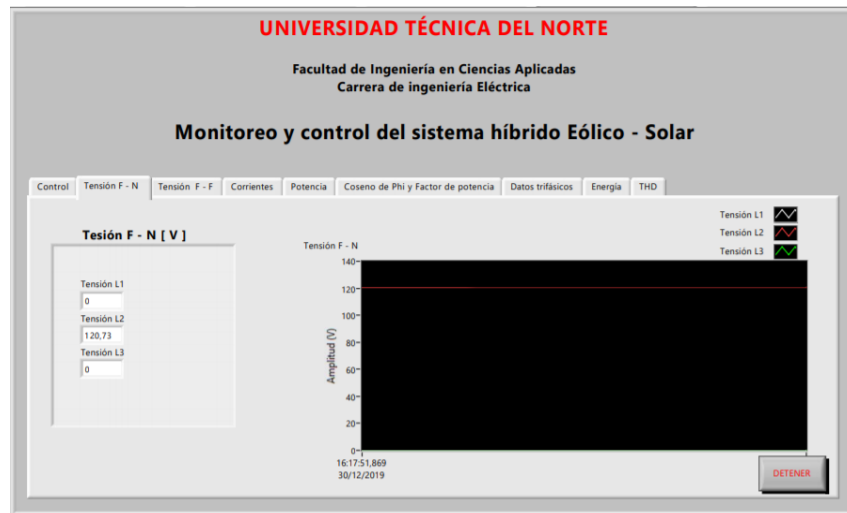 UNIVERSIDAD TÉCNICA DEL NORTE
Facultad de Ingeniería en Ciencias Aplicadas
Carrera de ingeniería Eléctrica
Monitoreo y control del sistema híbrido Eólico - Solar
Control Tensión F - N Tensión F - F Corrientes Potencia Coseno de Phi y Factor de potencia Datos trifásicos Energía THD
Tesión F - N [ V ]
Tensión L1
0
Tensión L2
120,73
Tensión L3
0
Tensión F - N
Tensión L1
Tensión L2
Tensión L3
Amplitud (V)
140
120
100
80
60
40
20
0
16:17:51,869
30/12/2019
DETENER